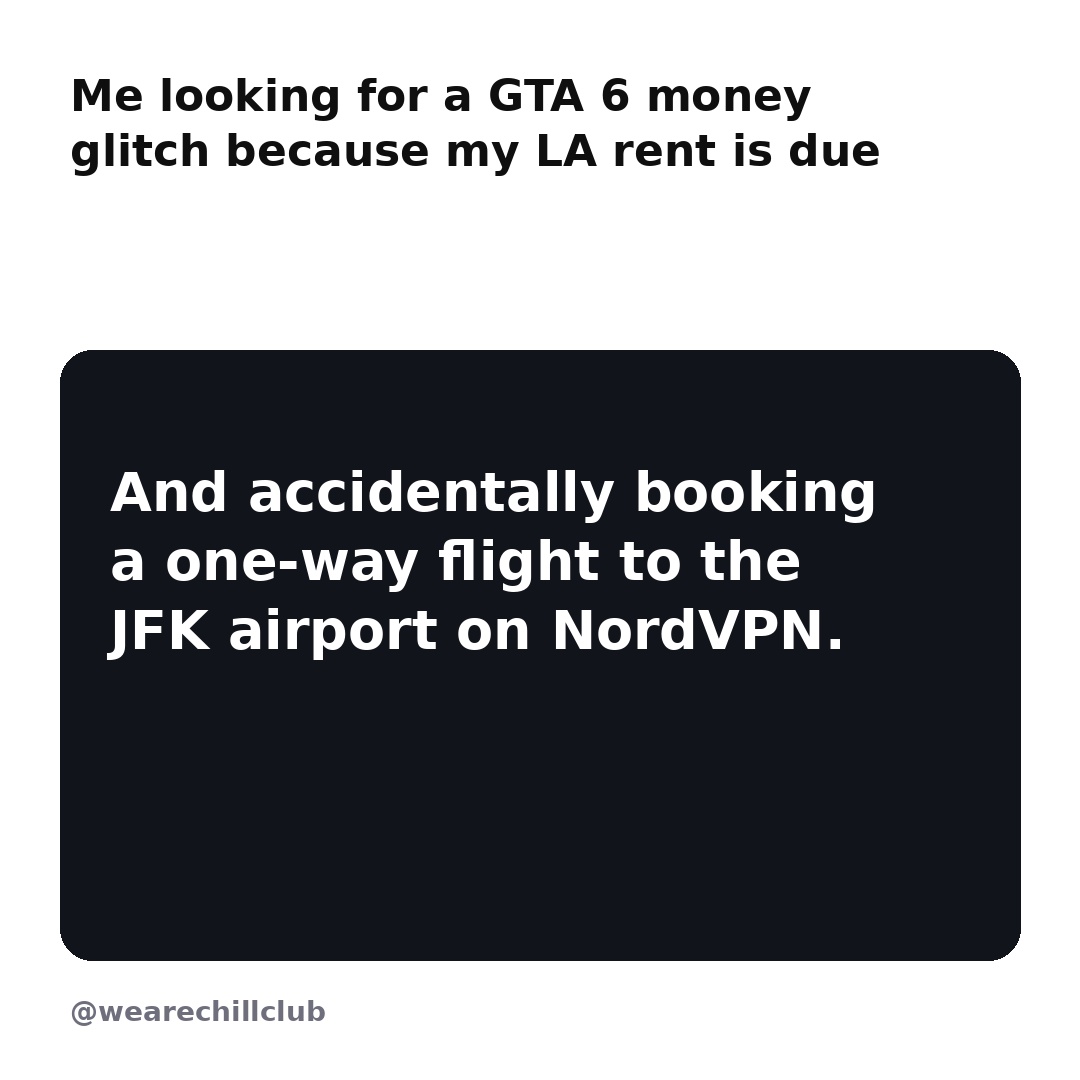 Me looking for a GTA 6 money
glitch because my LA rent is due
And accidentally booking
a one-way flight to the
JFK airport on NordVPN.
@wearechillclub